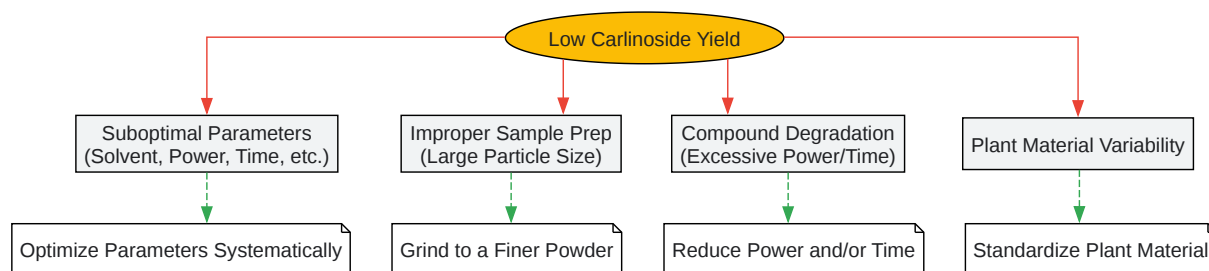 Low Carlinoside Yield
Suboptimal Parameters
(Solvent, Power, Time, etc.)
Improper Sample Prep
(Large Particle Size)
Compound Degradation
(Excessive Power/Time)
Plant Material Variability
Optimize Parameters Systematically
Grind to a Finer Powder
Reduce Power and/or Time
Standardize Plant Material